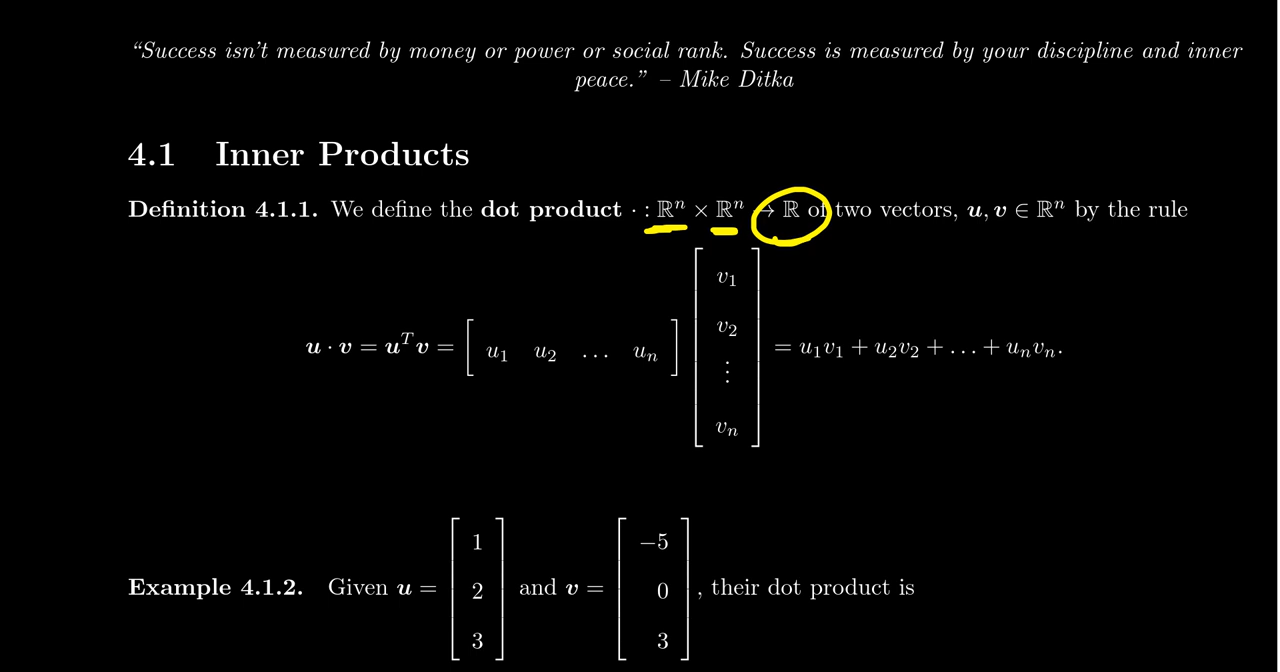 “Success isn't measured by money or power or social rank. Success is measured by your discipline and inner
peace.” – Mike Ditka
4.1 Inner Products
Definition 4.1.1. We define the dot product · : ℝⁿ × ℝⁿ → ℝ of two vectors, u, v ∈ ℝⁿ by the rule
u · v = uᵀv = [ u₁ u₂ … uₙ ] [ v₁ v₂ ⋮ vₙ ] = u₁v₁ + u₂v₂ + … + uₙvₙ.
Example 4.1.2. Given u = [ 1 2 3 ] and v = [ −5 0 3 ], their dot product is